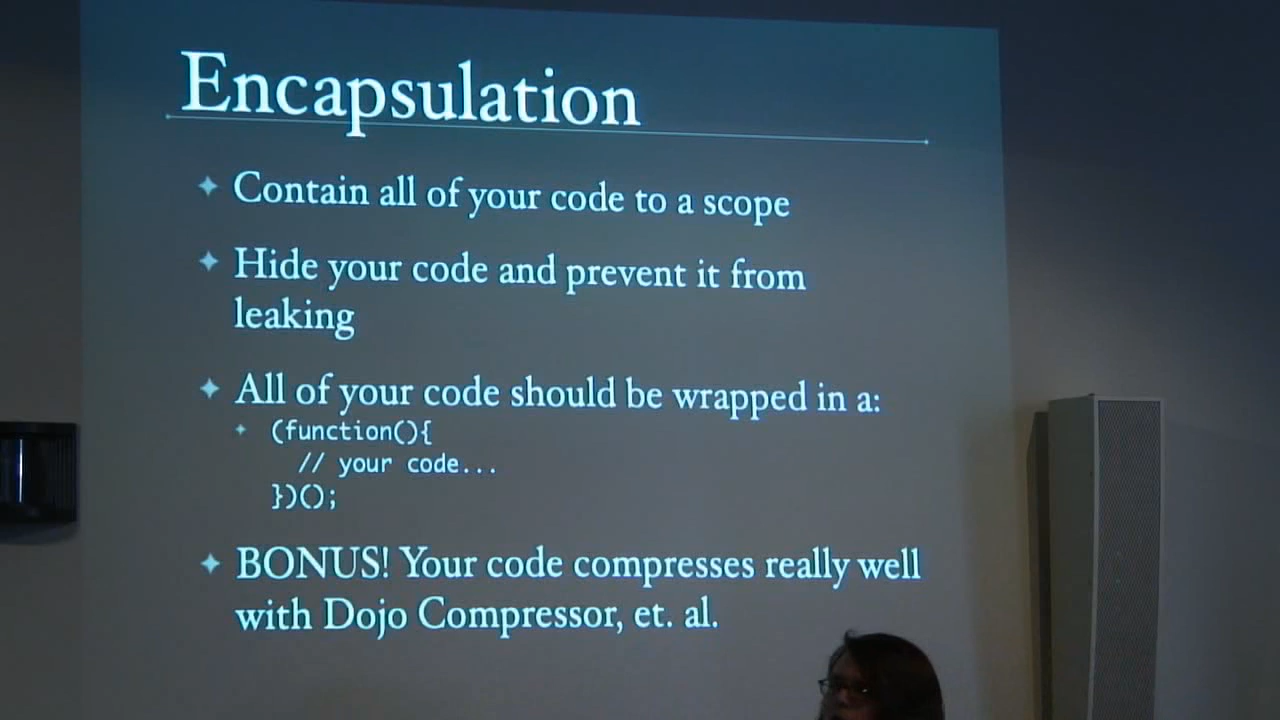 Encapsulation
Contain all of your code to a scope
Hide your code and prevent it from
leaking
All of your code should be wrapped in a:
(function(){
// your code...
})();
BONUS! Your code compresses really well
with Dojo Compressor, et. al.